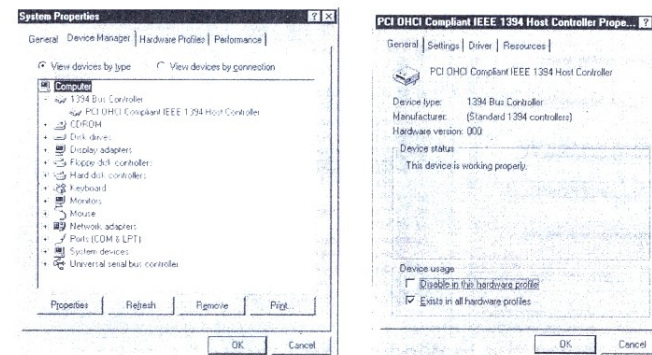 System Properties
General Device Manager Hardware Profiles Performance
View devices by type View devices by connection
Computer
1394 Bus Controller
PCI OHCI Compliant IEEE 1394 Host Controller
CDROM
Disk drives
Display adapters
Floppy disk controllers
Hard disk controllers
Keyboard
Monitors
Mouse
Network adapters
Ports (COM & LPT)
System devices
Universal serial bus controller
Properties Refresh Remove Print...
OK Cancel
PCI OHCI Compliant IEEE 1394 Host Controller Prope...
General Settings Driver Resources
PCI OHCI Compliant IEEE 1394 Host Controller
Device type: 1394 Bus Controller
Manufacturer: (Standard 1394 controllers)
Hardware version: 000
Device status
This device is working properly.
Device usage
Disable in this hardware profile
Exists in all hardware profiles
OK Cancel